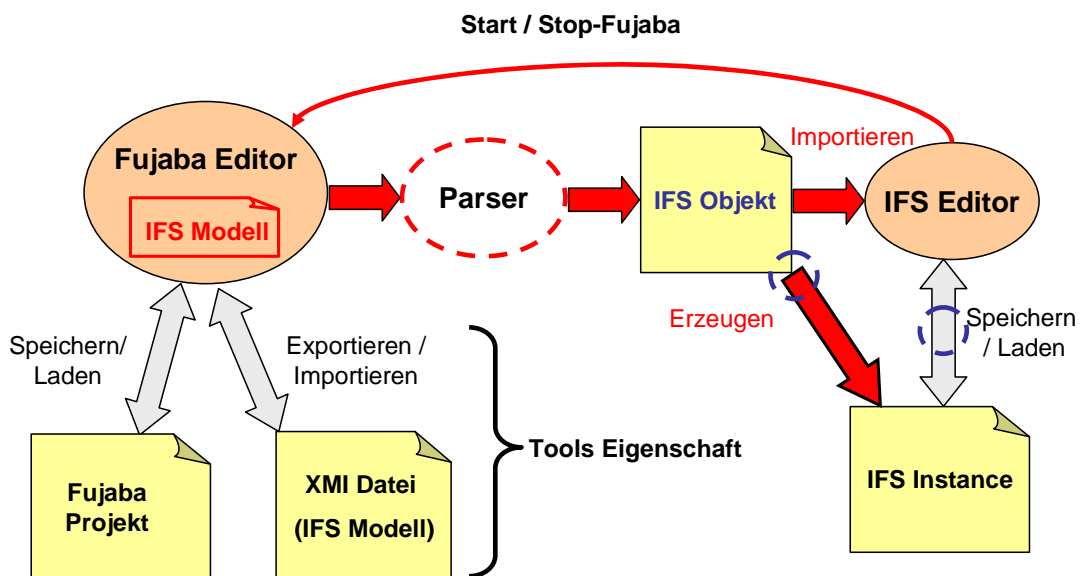 Start / Stop-Fujaba
Fujaba Editor
IFS Modell
Parser
IFS Objekt
Importieren
IFS Editor
Erzeugen
Speichern/
Laden
Exportieren /
Importieren
Speichern
/ Laden
Tools Eigenschaft
Fujaba
Projekt
XMI Datei
(IFS Modell)
IFS Instance